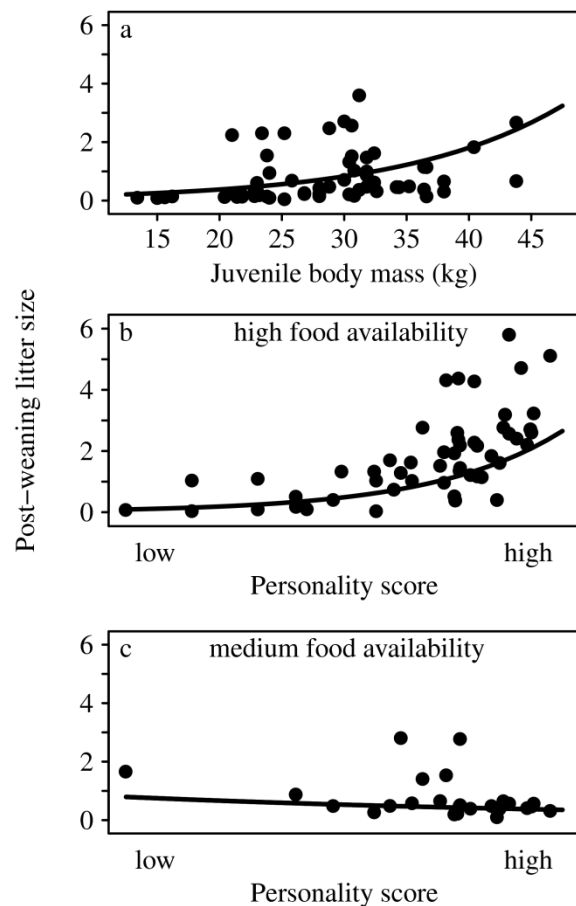 a
6
4
2
0
15 20 25 30 35 40 45
Juvenile body mass (kg)
Post−weaning litter size
b high food availability
6
4
2
0
low high
Personality score
c medium food availability
6
4
2
0
low high
Personality score